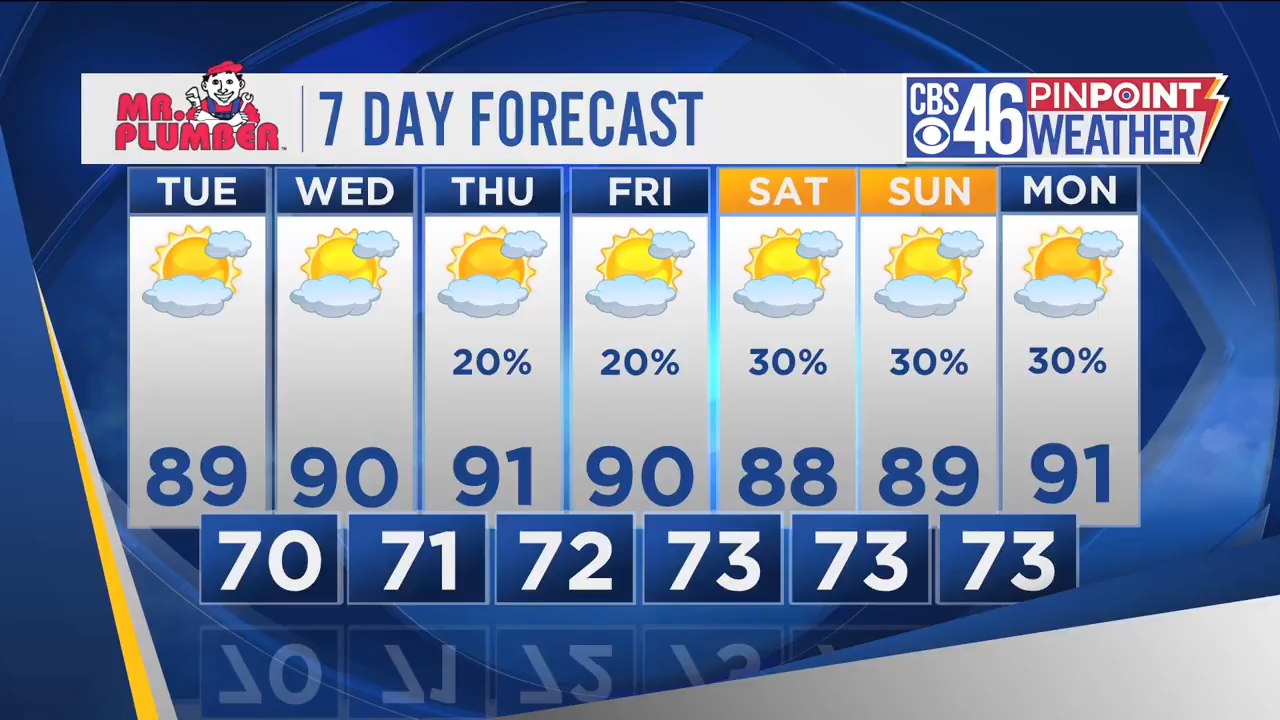 MR. PLUMBER™
7 DAY FORECAST
CBS 46 PINPOINT WEATHER
TUE WED THU FRI SAT SUN MON
20% 20% 30% 30% 30%
89 90 91 90 88 89 91
70 71 72 73 73 73